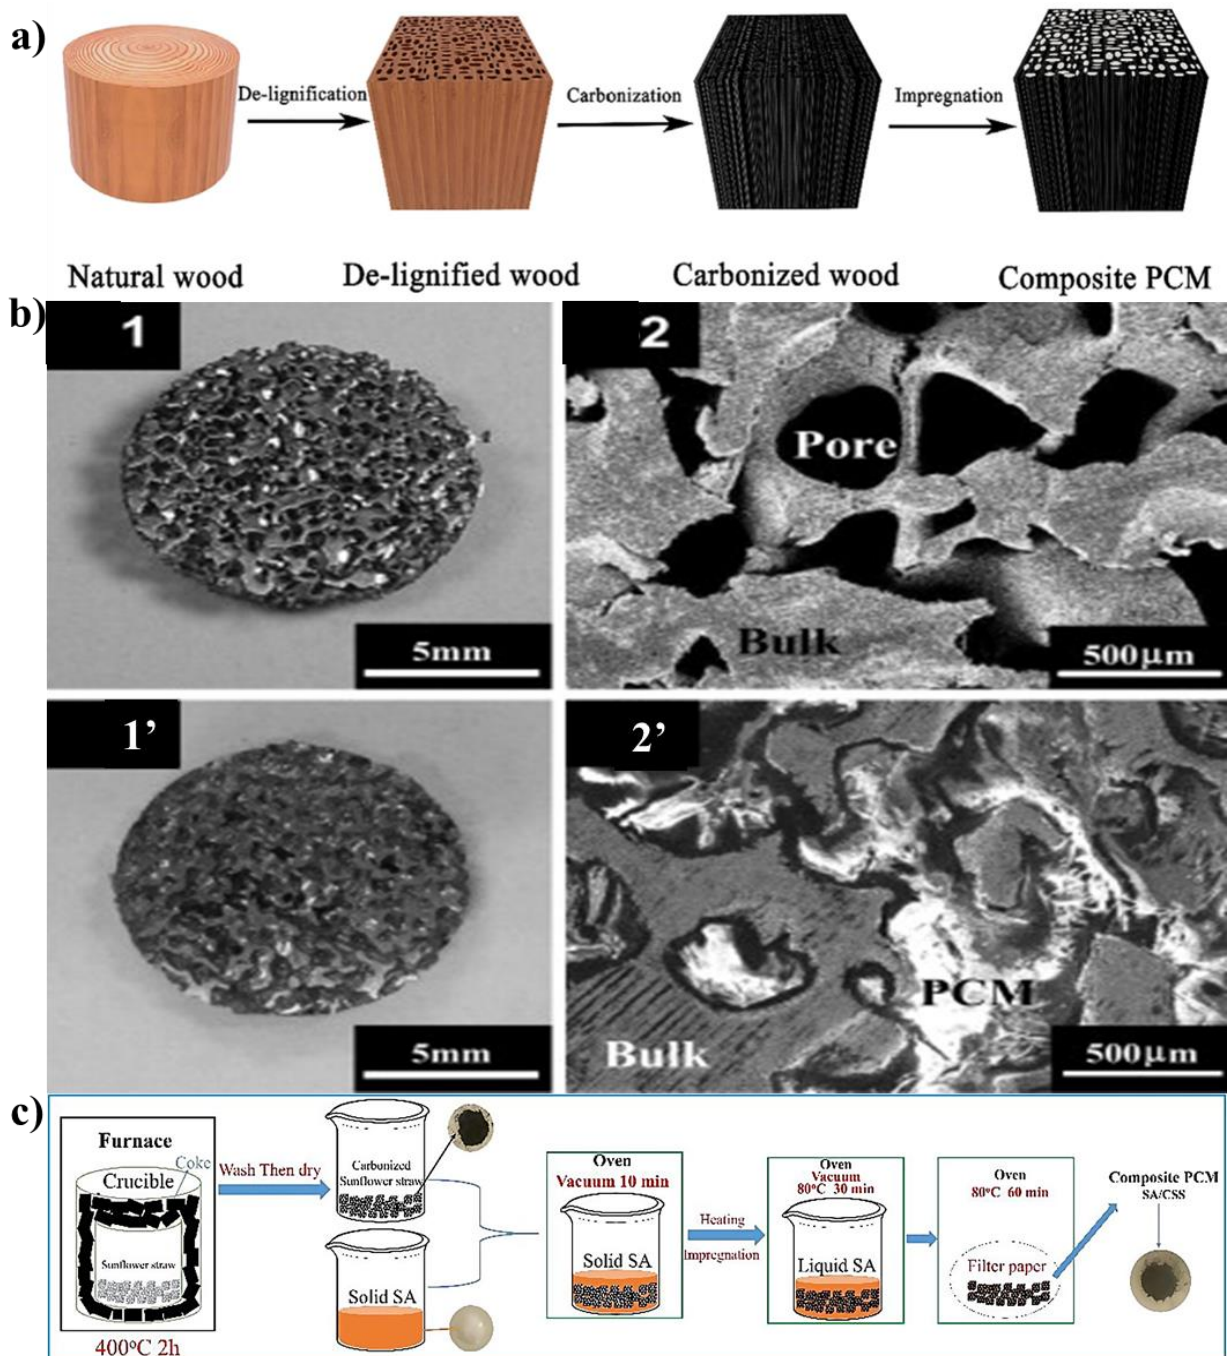 a)
De-lignification
Carbonization
Impregnation
Natural wood
De-lignified wood
Carbonized wood
Composite PCM
b)
1
5mm
2
Pore
Bulk
500μm
1’
5mm
2’
PCM
Bulk
500μm
c)
Furnace
Coke
Crucible
Sunflower straw
400°C 2h
Wash Then dry
Carbonized
Sunflower straw
Solid SA
Oven
Vacuum 10 min
Solid SA
Heating
Impregnation
Oven
Vacuum
80°C 30 min
Liquid SA
Oven
80°C 60 min
Filter paper
Composite PCM
SA/CSS